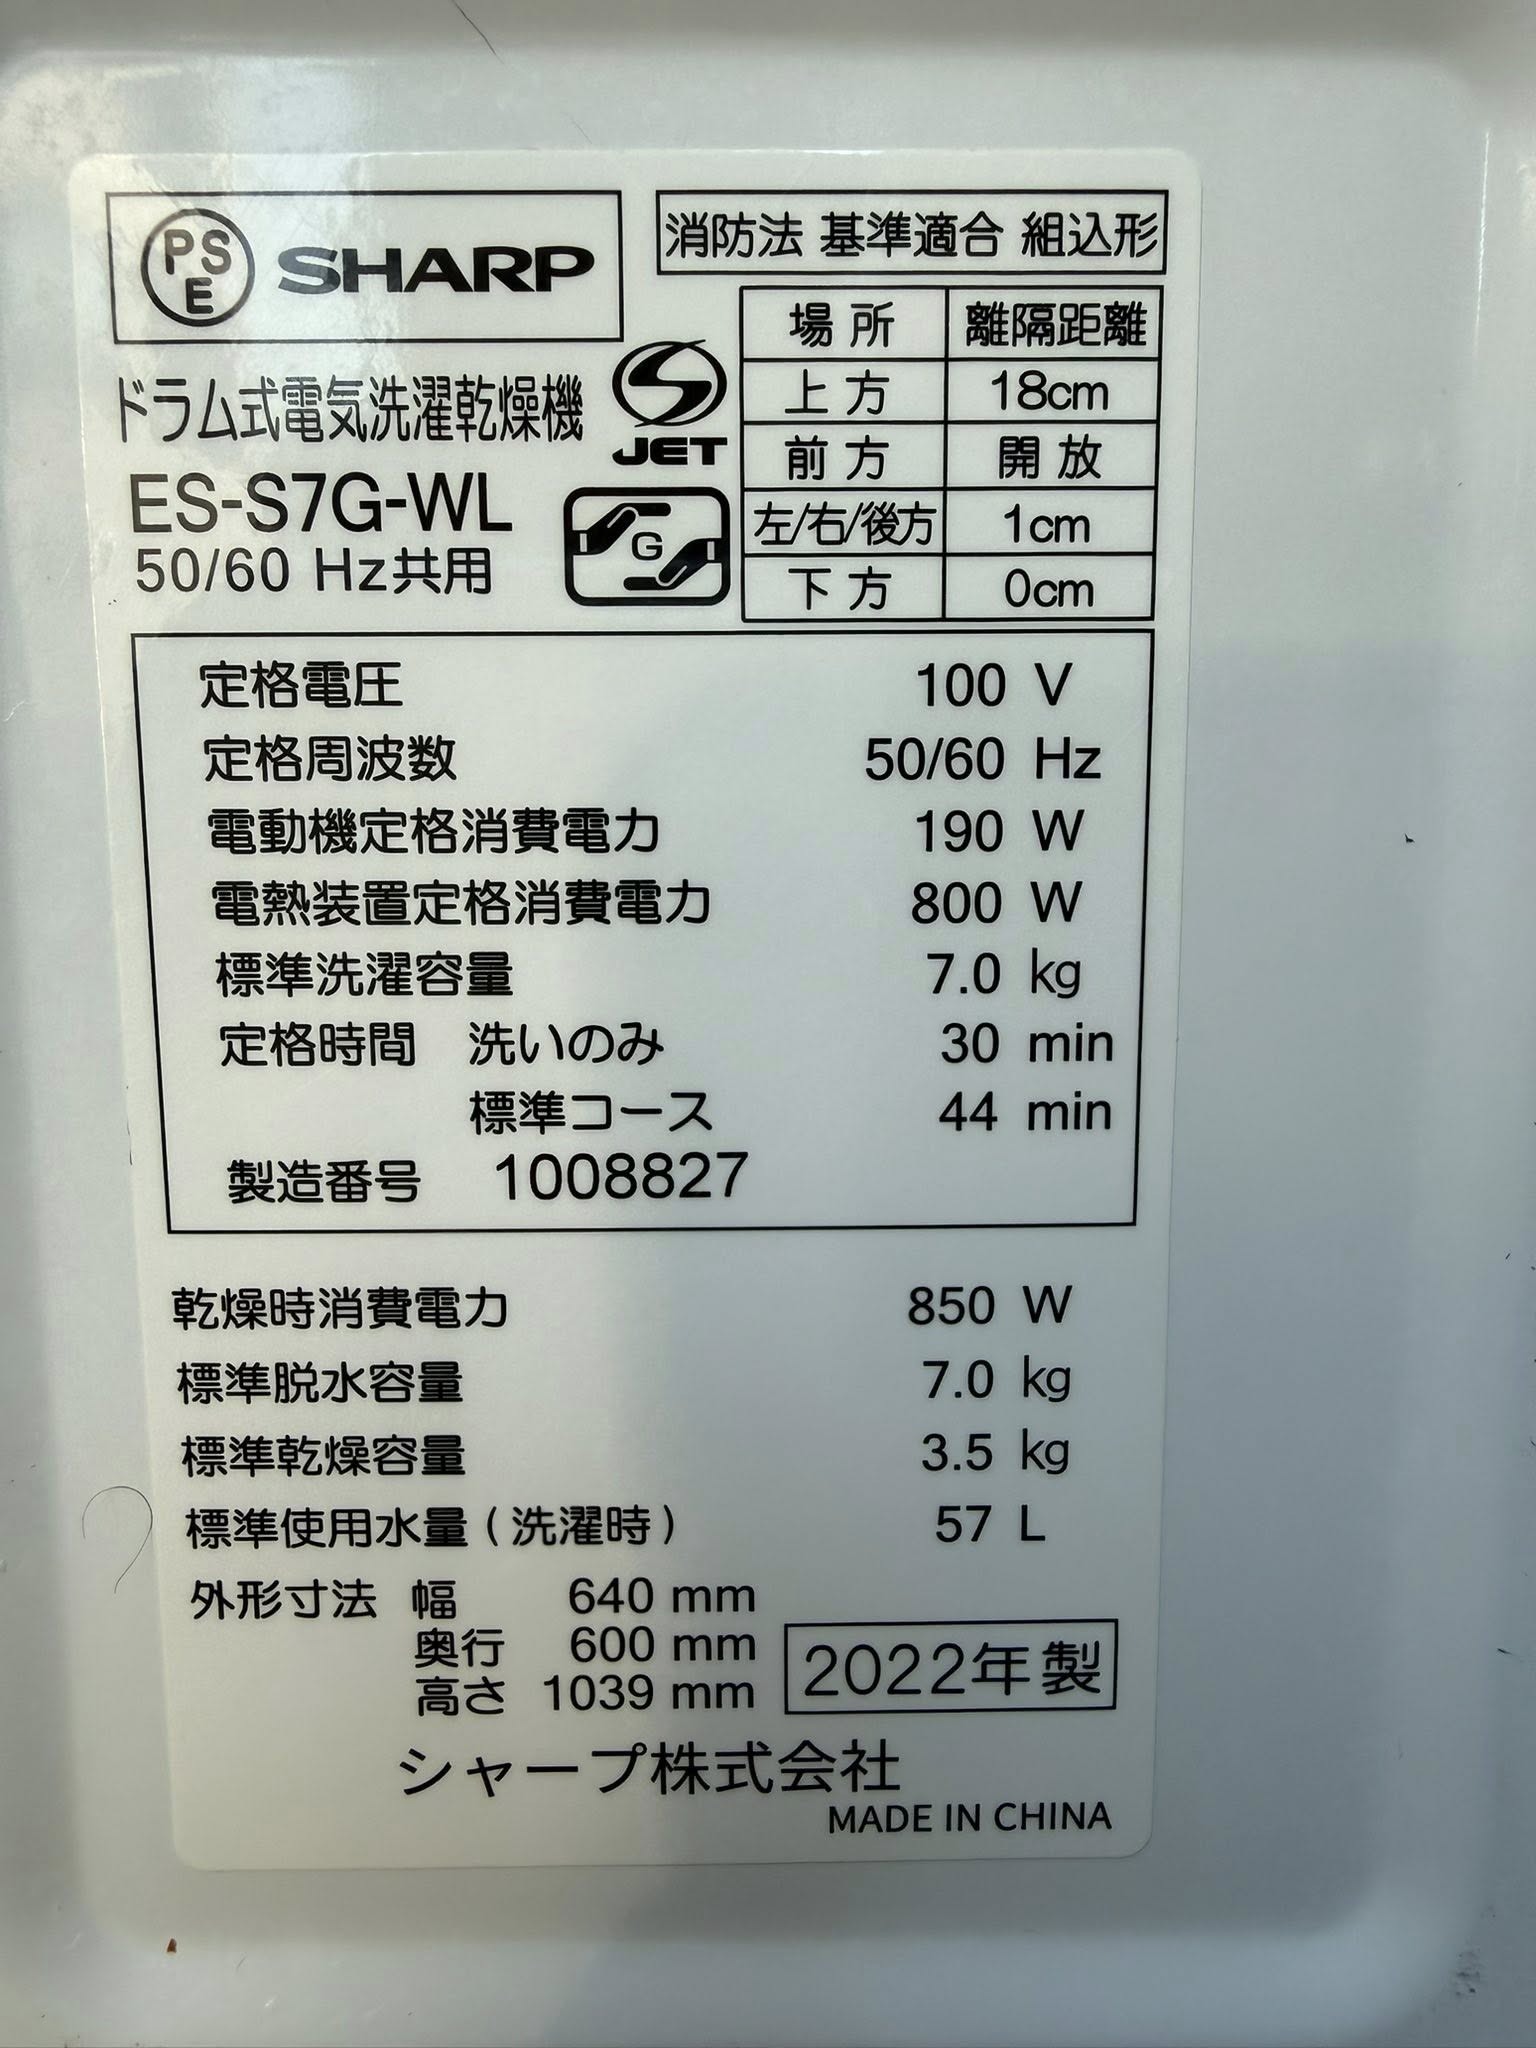 PSE SHARP
消防法 基準適合 組込形
場所 離隔距離
上方 18cm
前方 開放
左/右/後方 1cm
下方 0cm
ドラム式電気洗濯乾燥機
JET
ES-S7G-WL
G
50/60 Hz共用
定格電圧 100 V
定格周波数 50/60 Hz
電動機定格消費電力 190 W
電熱装置定格消費電力 800 W
標準洗濯容量 7.0 kg
定格時間 洗いのみ 30 min
標準コース 44 min
製造番号 1008827
乾燥時消費電力 850 W
標準脱水容量 7.0 kg
標準乾燥容量 3.5 kg
標準使用水量(洗濯時) 57 L
外形寸法 幅 640 mm
奥行 600 mm
高さ 1039 mm
2022年製
シャープ株式会社
MADE IN CHINA